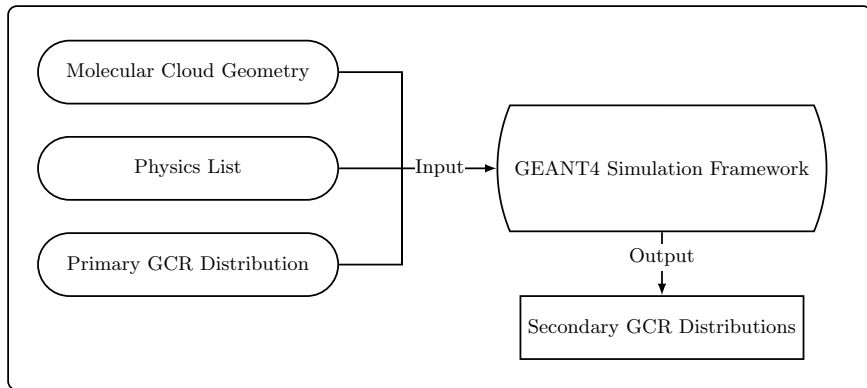 Molecular Cloud Geometry
Physics List
Primary GCR Distribution
Input
GEANT4 Simulation Framework
Output
Secondary GCR Distributions